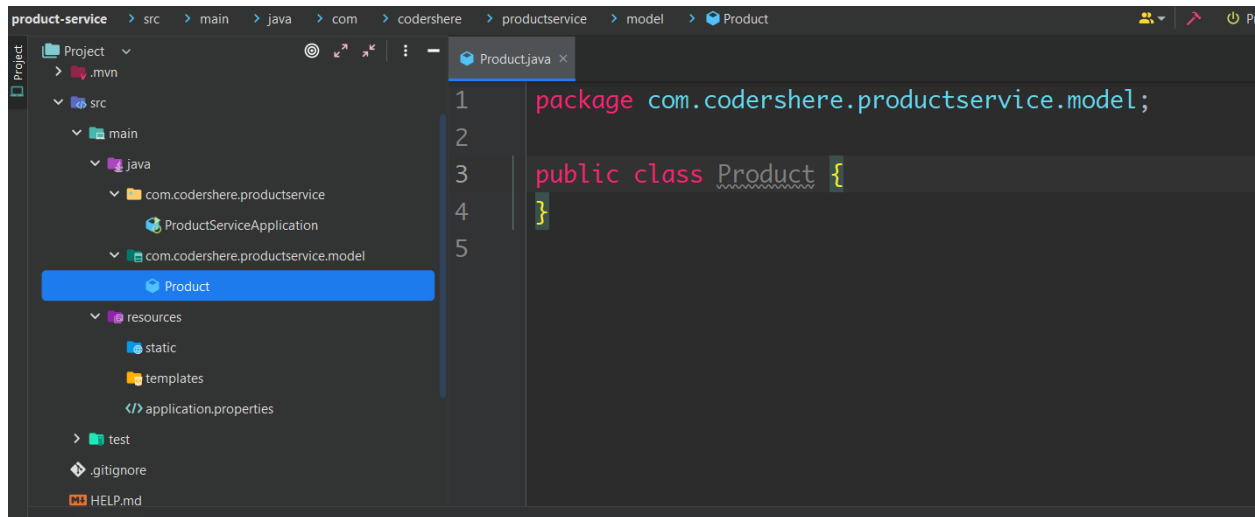 product-service > src > main > java > com > codershere > productservice > model > Product
Project
Project
.mvn
src
main
java
com.codershere.productservice
ProductServiceApplication
com.codershere.productservice.model
Product
resources
static
templates
</> application.properties
test
.gitignore
M↓ HELP.md
Product.java ×
1 package com.codershere.productservice.model;
2
3 public class Product {
4 }
5